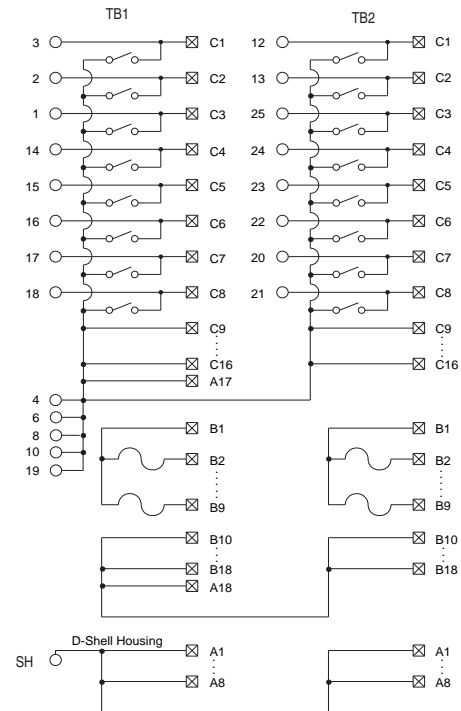 TB1 TB2
3 C1 12 C1
2 C2 13 C2
1 C3 25 C3
14 C4 24 C4
15 C5 23 C5
16 C6 22 C6
17 C7 20 C7
18 C8 21 C8
C9 C9
C16 C16
A17
4
6
8
10
19
B1 B1
B2 B2
B9 B9
B10 B10
B18 B18
A18
D-Shell Housing
SH A1 A1
A8 A8